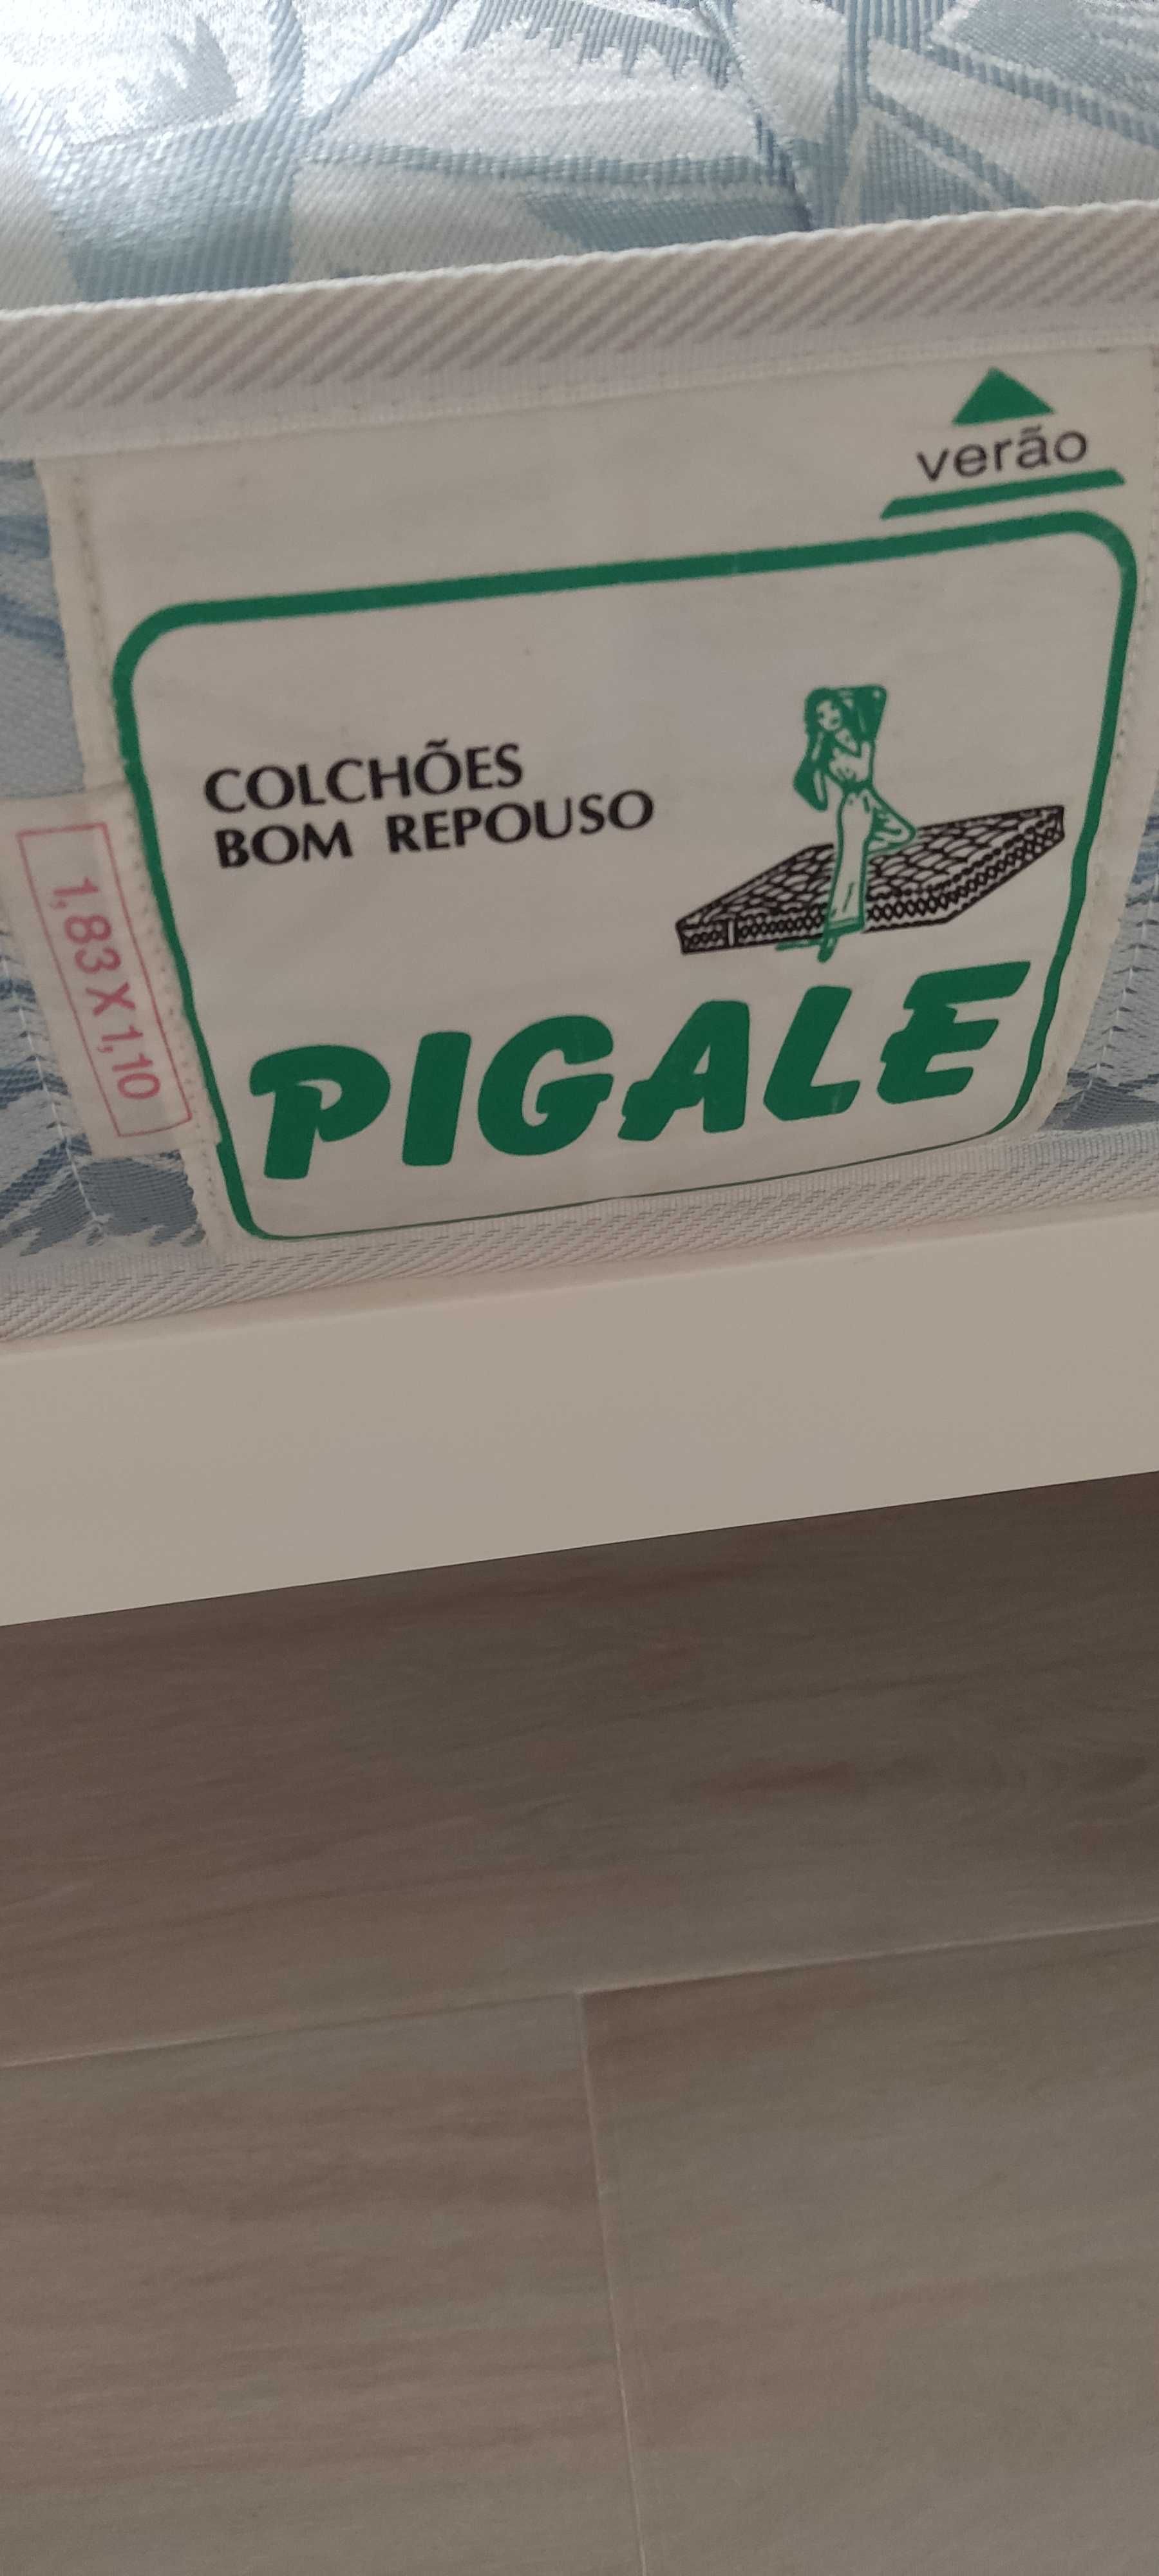 verão
COLCHÕES
BOM REPOUSO
PIGALE
1,83 X 1,10